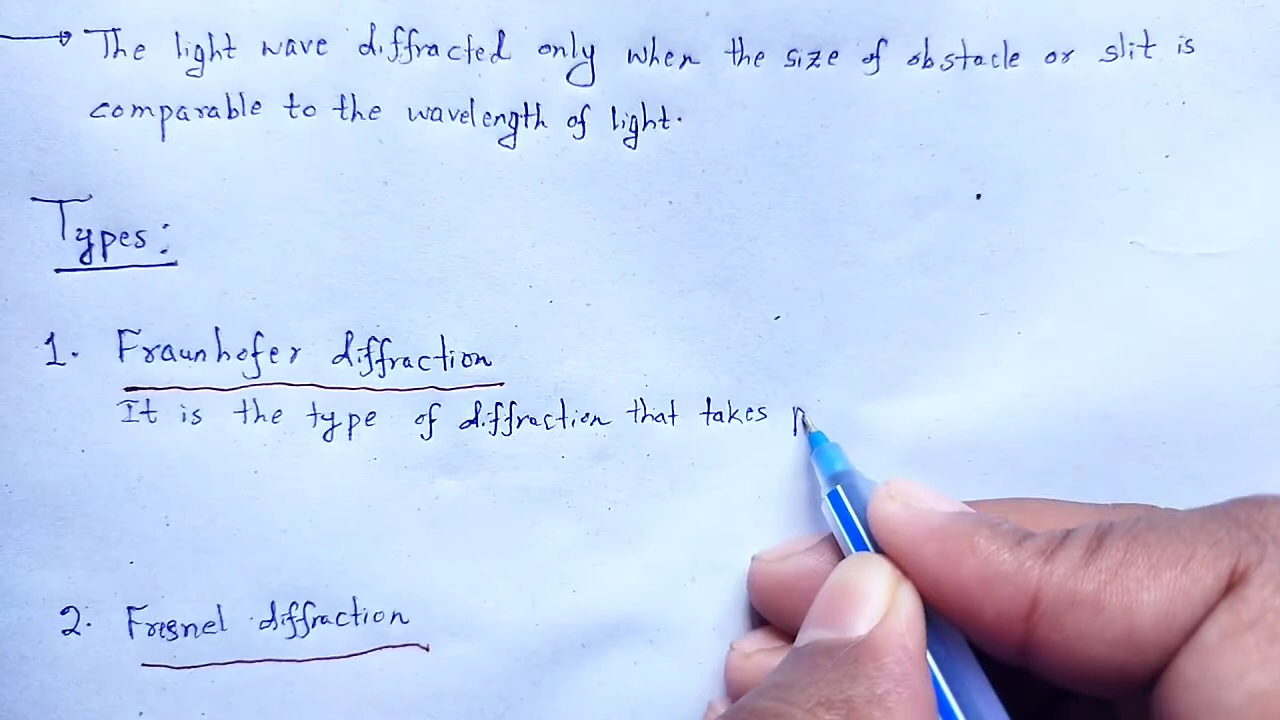 The light wave diffracted only when the size of obstacle or slit is
comparable to the wavelength of light.
Types:
1. Fraunhofer diffraction
It is the type of diffraction that takes p
2. Fresnel diffraction